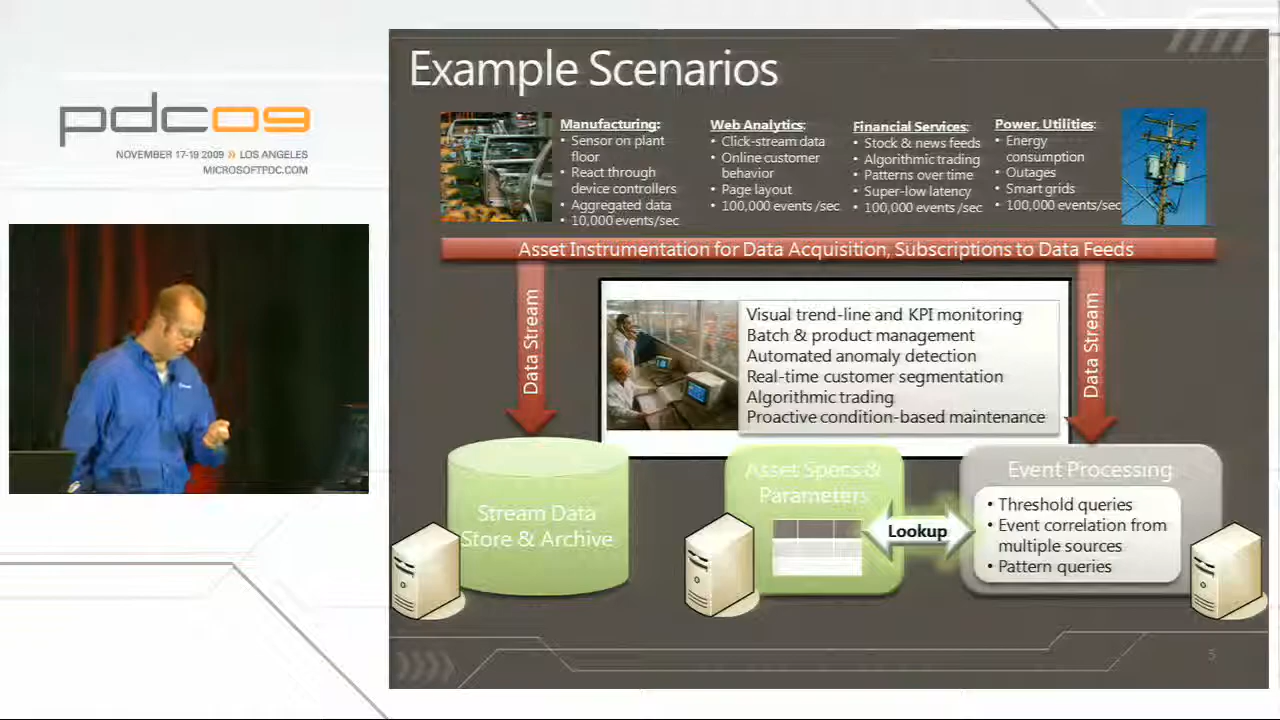 pdc09
NOVEMBER 17-19 2009 » LOS ANGELES
MICROSOFTPDC.COM
Example Scenarios
Manufacturing:
• Sensor on plant
floor
• React through
device controllers
• Aggregated data
• 10,000 events/sec
Web Analytics:
• Click-stream data
• Online customer
behavior
• Page layout
• 100,000 events /sec
Financial Services:
• Stock & news feeds
• Algorithmic trading
• Patterns over time
• Super-low latency
• 100,000 events /sec
Power, Utilities:
• Energy
consumption
• Outages
• Smart grids
• 100,000 events/sec
Asset Instrumentation for Data Acquisition, Subscriptions to Data Feeds
Data Stream
Visual trend-line and KPI monitoring
Batch & product management
Automated anomaly detection
Real-time customer segmentation
Algorithmic trading
Proactive condition-based maintenance
Data Stream
Stream Data
Store & Archive
Asset Specs &
Parameters
Lookup
Event Processing
• Threshold queries
• Event correlation from
multiple sources
• Pattern queries
5